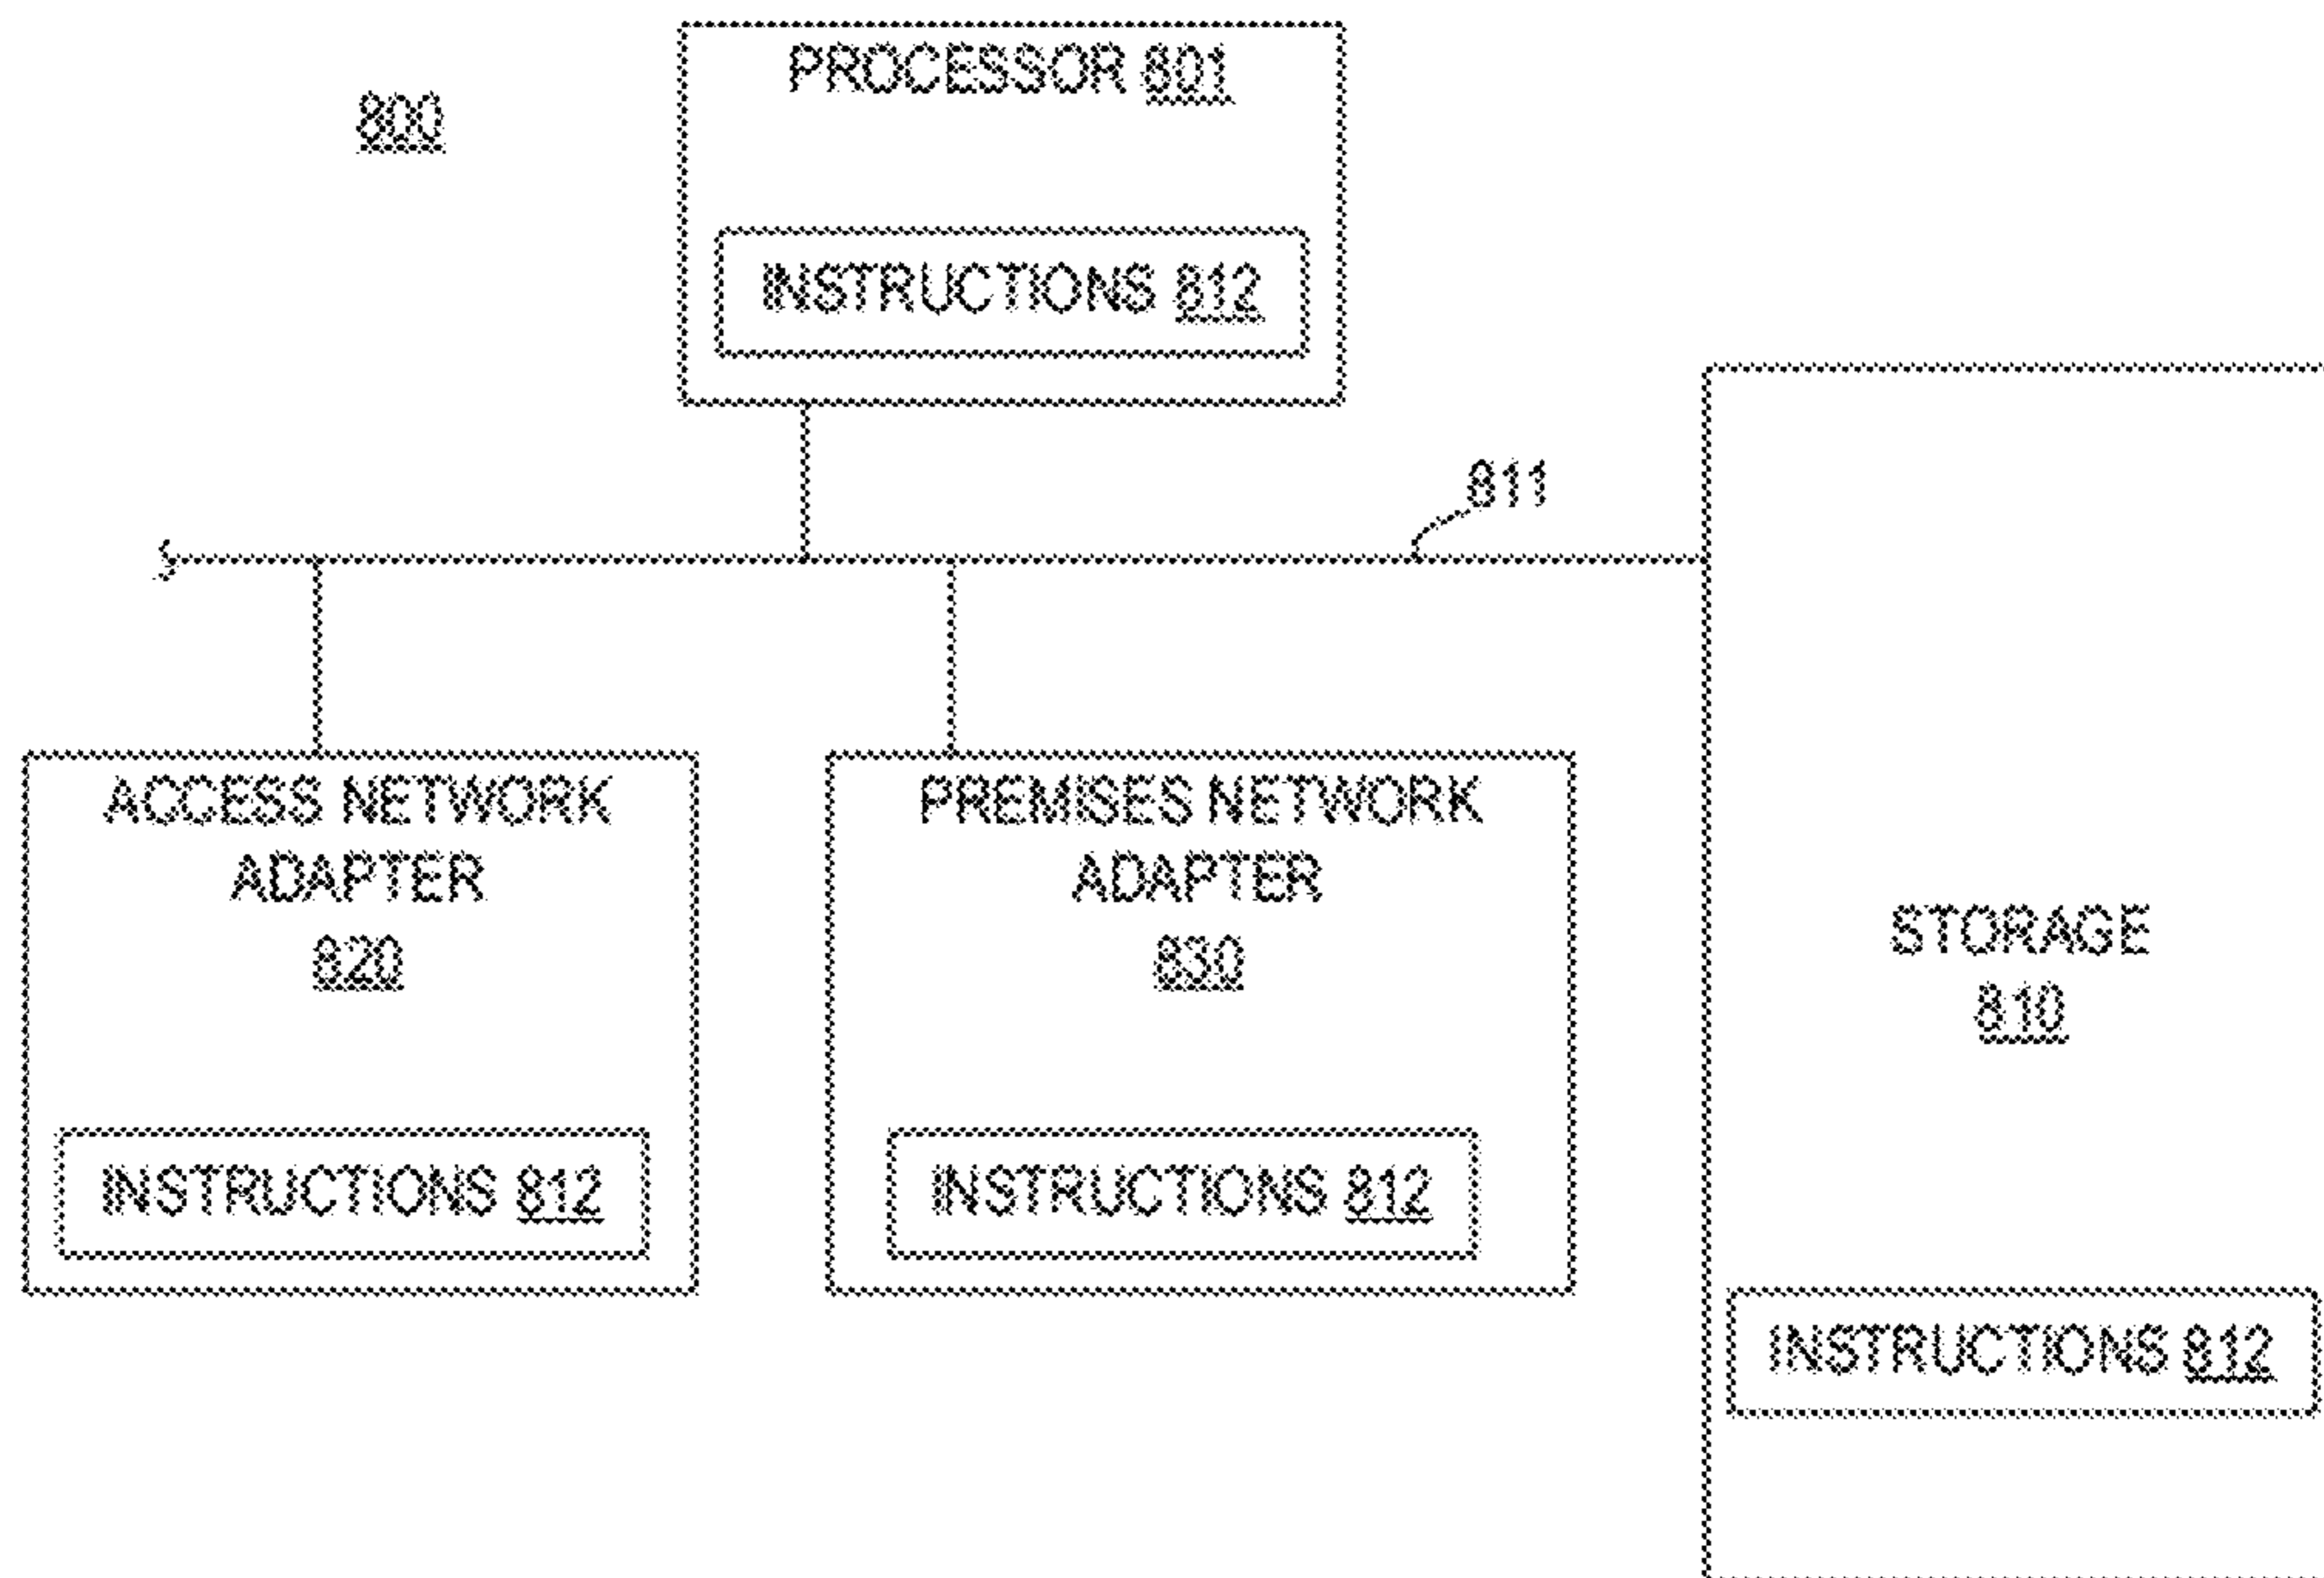 800
PROCESSOR 801
INSTRUCTIONS 812
811
ACCESS NETWORK
ADAPTER
820
INSTRUCTIONS 812
PREMISES NETWORK
ADAPTER
830
INSTRUCTIONS 812
STORAGE
810
INSTRUCTIONS 812